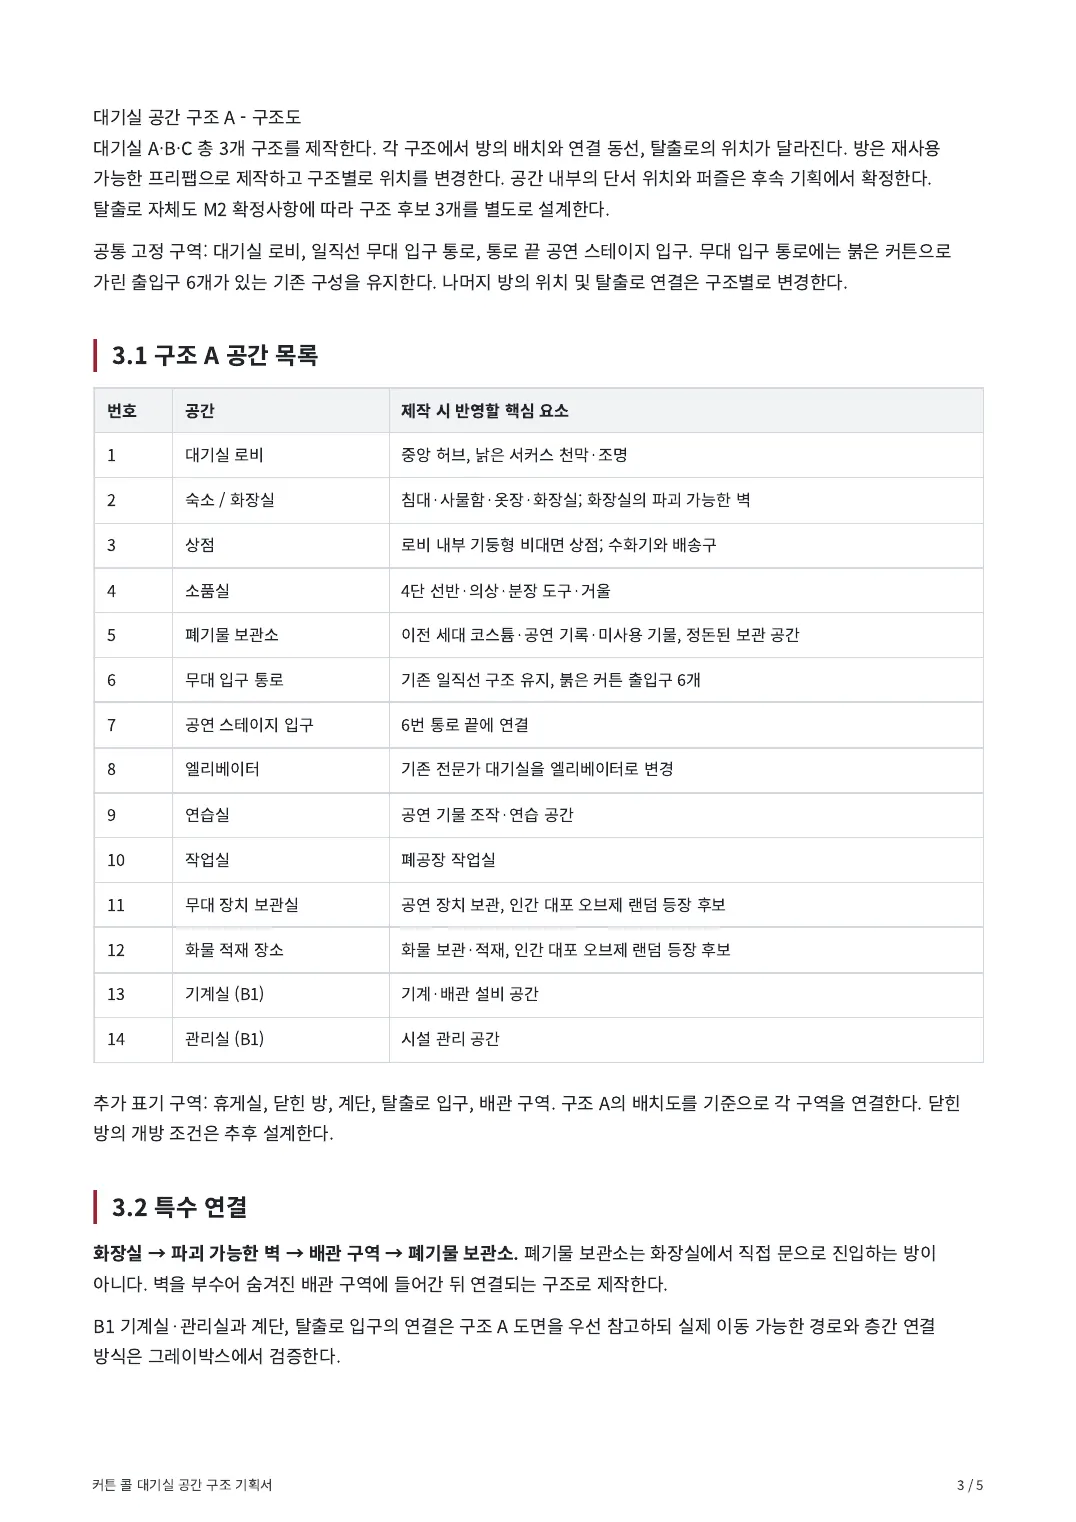 대기실 공간 구조 A - 구조도
대기실 A·B·C 총 3개 구조를 제작한다. 각 구조에서 방의 배치와 연결 동선, 탈출로의 위치가 달라진다. 방은 재사용
가능한 프리팹으로 제작하고 구조별로 위치를 변경한다. 공간 내부의 단서 위치와 퍼즐은 후속 기획에서 확정한다.
탈출로 자체도 M2 확정사항에 따라 구조 후보 3개를 별도로 설계한다.
공통 고정 구역: 대기실 로비, 일직선 무대 입구 통로, 통로 끝 공연 스테이지 입구. 무대 입구 통로에는 붉은 커튼으로
가린 출입구 6개가 있는 기존 구성을 유지한다. 나머지 방의 위치 및 탈출로 연결은 구조별로 변경한다.
3.1 구조 A 공간 목록
번호 공간 제작 시 반영할 핵심 요소
1 대기실 로비 중앙 허브, 낡은 서커스 천막·조명
2 숙소 / 화장실 침대·사물함·옷장·화장실; 화장실의 파괴 가능한 벽
3 상점 로비 내부 기둥형 비대면 상점; 수화기와 배송구
4 소품실 4단 선반·의상·분장 도구·거울
5 폐기물 보관소 이전 세대 코스튬·공연 기록·미사용 기물, 정돈된 보관 공간
6 무대 입구 통로 기존 일직선 구조 유지, 붉은 커튼 출입구 6개
7 공연 스테이지 입구 6번 통로 끝에 연결
8 엘리베이터 기존 전문가 대기실을 엘리베이터로 변경
9 연습실 공연 기물 조작·연습 공간
10 작업실 폐공장 작업실
11 무대 장치 보관실 공연 장치 보관, 인간 대포 오브제 랜덤 등장 후보
12 화물 적재 장소 화물 보관·적재, 인간 대포 오브제 랜덤 등장 후보
13 기계실 (B1) 기계·배관 설비 공간
14 관리실 (B1) 시설 관리 공간
추가 표기 구역: 휴게실, 닫힌 방, 계단, 탈출로 입구, 배관 구역. 구조 A의 배치도를 기준으로 각 구역을 연결한다. 닫힌
방의 개방 조건은 추후 설계한다.
3.2 특수 연결
화장실 → 파괴 가능한 벽 → 배관 구역 → 폐기물 보관소. 폐기물 보관소는 화장실에서 직접 문으로 진입하는 방이
아니다. 벽을 부수어 숨겨진 배관 구역에 들어간 뒤 연결되는 구조로 제작한다.
B1 기계실·관리실과 계단, 탈출로 입구의 연결은 구조 A 도면을 우선 참고하되 실제 이동 가능한 경로와 층간 연결
방식은 그레이박스에서 검증한다.
커튼 콜 대기실 공간 구조 기획서 3 / 5